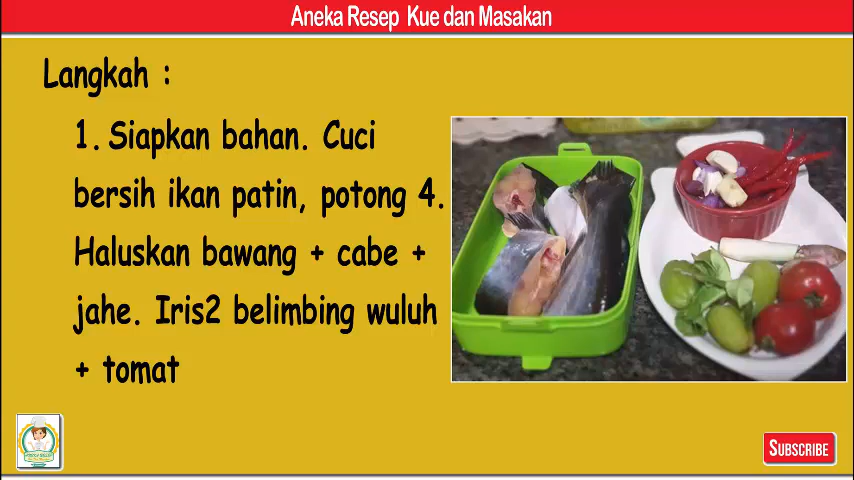 Aneka Resep Kue dan Masakan
Langkah :
1. Siapkan bahan. Cuci
bersih ikan patin, potong 4.
Haluskan bawang + cabe +
jahe. Iris2 belimbing wuluh
+ tomat
SUBSCRIBE